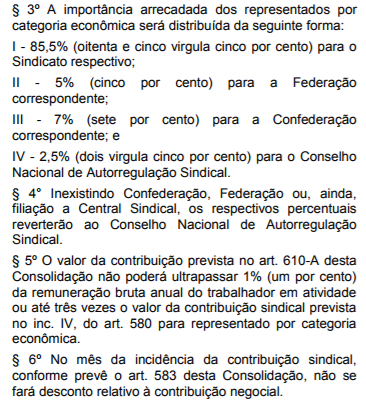 § 3º A importância arrecadada dos representados por
categoria econômica será distribuída da seguinte forma:
I - 85,5% (oitenta e cinco virgula cinco por cento) para o
Sindicato respectivo;
II - 5% (cinco por cento) para a Federação
correspondente;
III - 7% (sete por cento) para a Confederação
correspondente; e
IV - 2,5% (dois virgula cinco por cento) para o Conselho
Nacional de Autorregulação Sindical.
§ 4° Inexistindo Confederação, Federação ou, ainda,
filiação a Central Sindical, os respectivos percentuais
reverterão ao Conselho Nacional de Autorregulação
Sindical.
§ 5º O valor da contribuição prevista no art. 610-A desta
Consolidação não poderá ultrapassar 1% (um por cento)
da remuneração bruta anual do trabalhador em atividade
ou até três vezes o valor da contribuição sindical prevista
no inc. IV, do art. 580 para representado por categoria
econômica.
§ 6º No mês da incidência da contribuição sindical,
conforme prevê o art. 583 desta Consolidação, não se
fará desconto relativo à contribuição negocial.